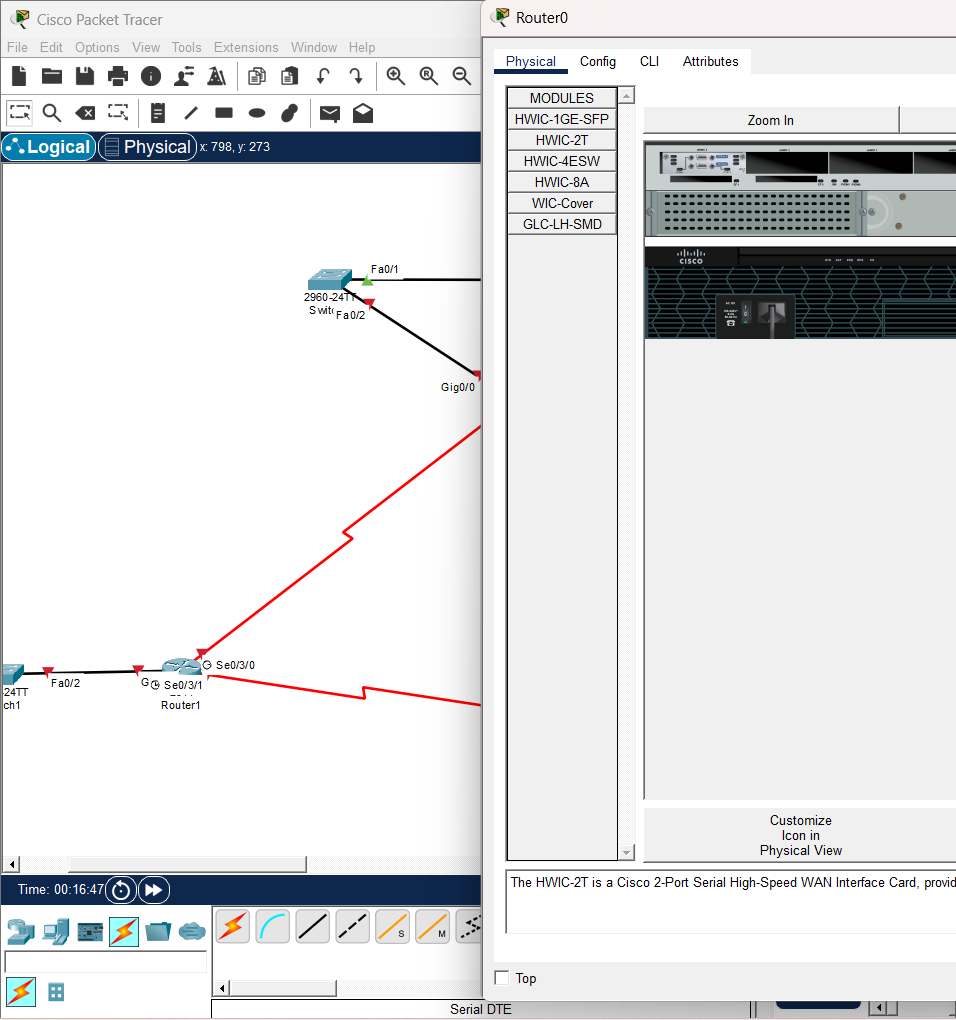 Cisco Packet Tracer
File Edit Options View Tools Extensions Window Help
Logical
Physical
x: 798, y: 273
Fa0/1
2960-24TT
Fa0/2
Gig0/0
Se0/3/0
Se0/3/1
Router1
Fa0/2
-24TT
ch1
Time: 00:16:47
S
M
Serial DTE
Router0
Physical Config CLI Attributes
MODULES
HWIC-1GE-SFP
HWIC-2T
HWIC-4ESW
HWIC-8A
WIC-Cover
GLC-LH-SMD
Zoom In
CISCO
Customize
Icon in
Physical View
The HWIC-2T is a Cisco 2-Port Serial High-Speed WAN Interface Card, provid
Top